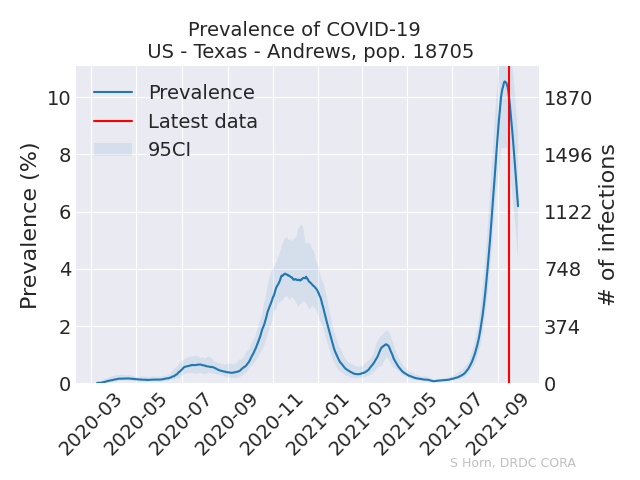 Prevalence of COVID-19
US - Texas - Andrews, pop. 18705
Prevalence
Latest data
95CI
Prevalence (%)
10
8
6
4
2
0
1870
1496
1122
748
374
0
# of infections
2020-03
2020-05
2020-07
2020-09
2020-11
2021-01
2021-03
2021-05
2021-07
2021-09
S Horn, DRDC CORA